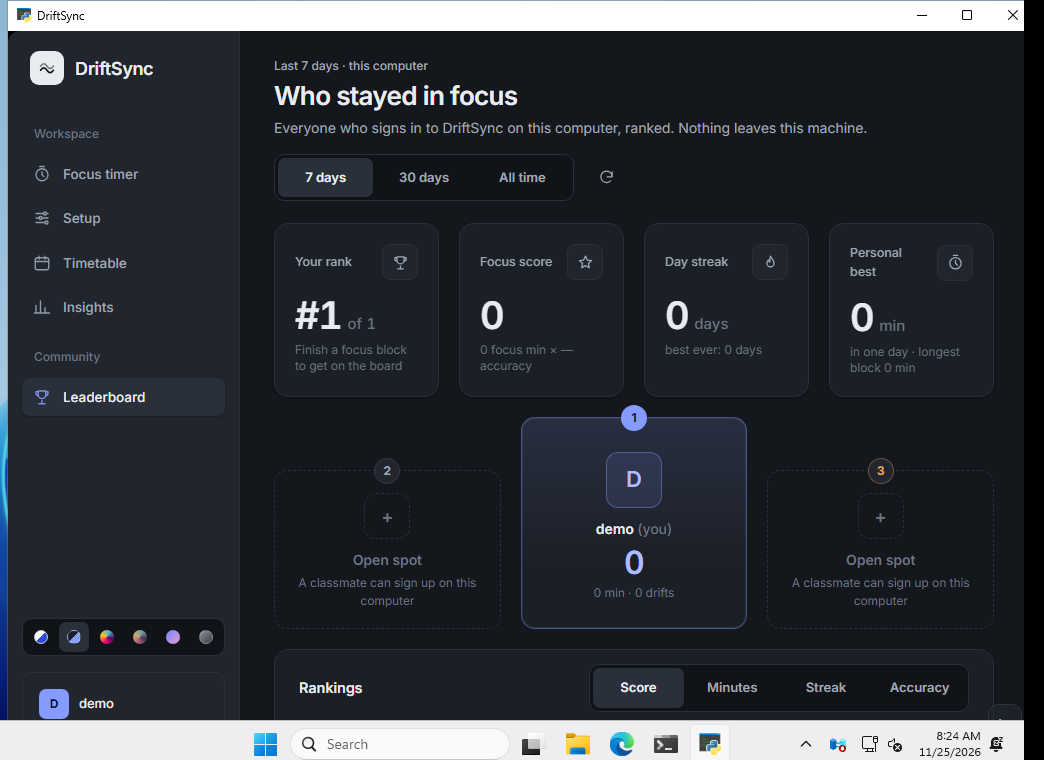 DriftSync
DriftSync
Workspace
Focus timer
Setup
Timetable
Insights
Community
Leaderboard
D
demo
Last 7 days · this computer
Who stayed in focus
Everyone who signs in to DriftSync on this computer, ranked. Nothing leaves this machine.
7 days
30 days
All time
Your rank
#1 of 1
Finish a focus block
to get on the board
Focus score
0
0 focus min × —
accuracy
Day streak
0 days
best ever: 0 days
Personal
best
0 min
in one day · longest
block 0 min
2
+
Open spot
A classmate can sign up on this
computer
1
D
demo (you)
0
0 min · 0 drifts
3
+
Open spot
A classmate can sign up on this
computer
Rankings
Score
Minutes
Streak
Accuracy
Search
8:24 AM
11/25/2026